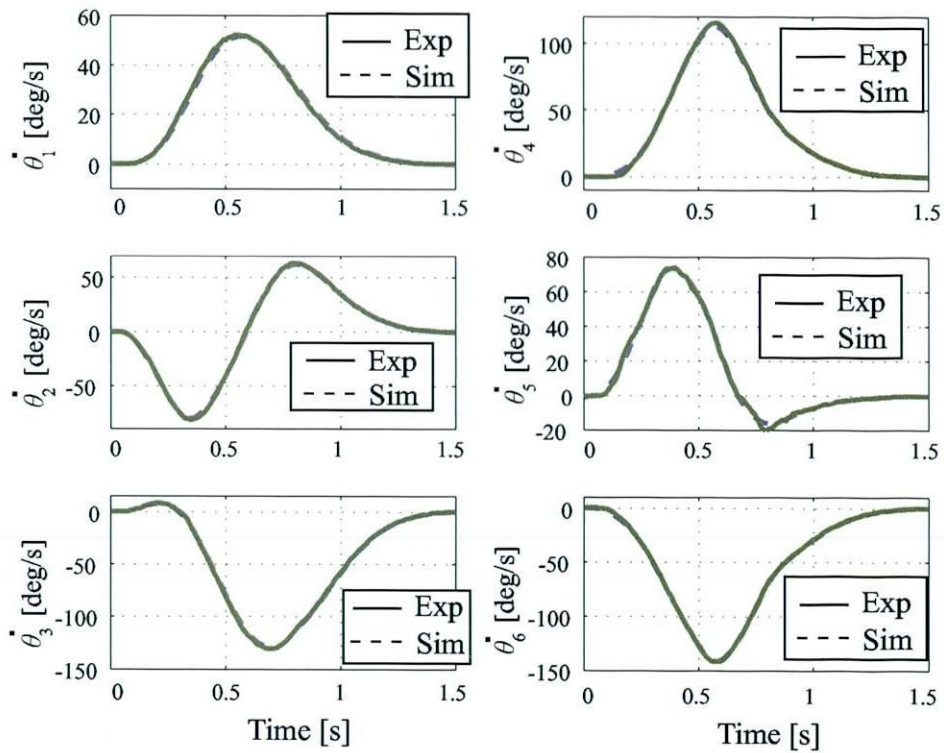 60
40
20
0
θ̇₁ [deg/s]
0 0.5 1 1.5
Exp
Sim
100
50
0
θ̇₄ [deg/s]
0 0.5 1 1.5
Exp
Sim
50
0
-50
θ̇₂ [deg/s]
0 0.5 1 1.5
Exp
Sim
80
60
40
20
0
-20
θ̇₅ [deg/s]
0 0.5 1 1.5
Exp
Sim
0
-50
-100
-150
θ̇₃ [deg/s]
0 0.5 1 1.5
Time [s]
Exp
Sim
0
-50
-100
-150
θ̇₆ [deg/s]
0 0.5 1 1.5
Time [s]
Exp
Sim